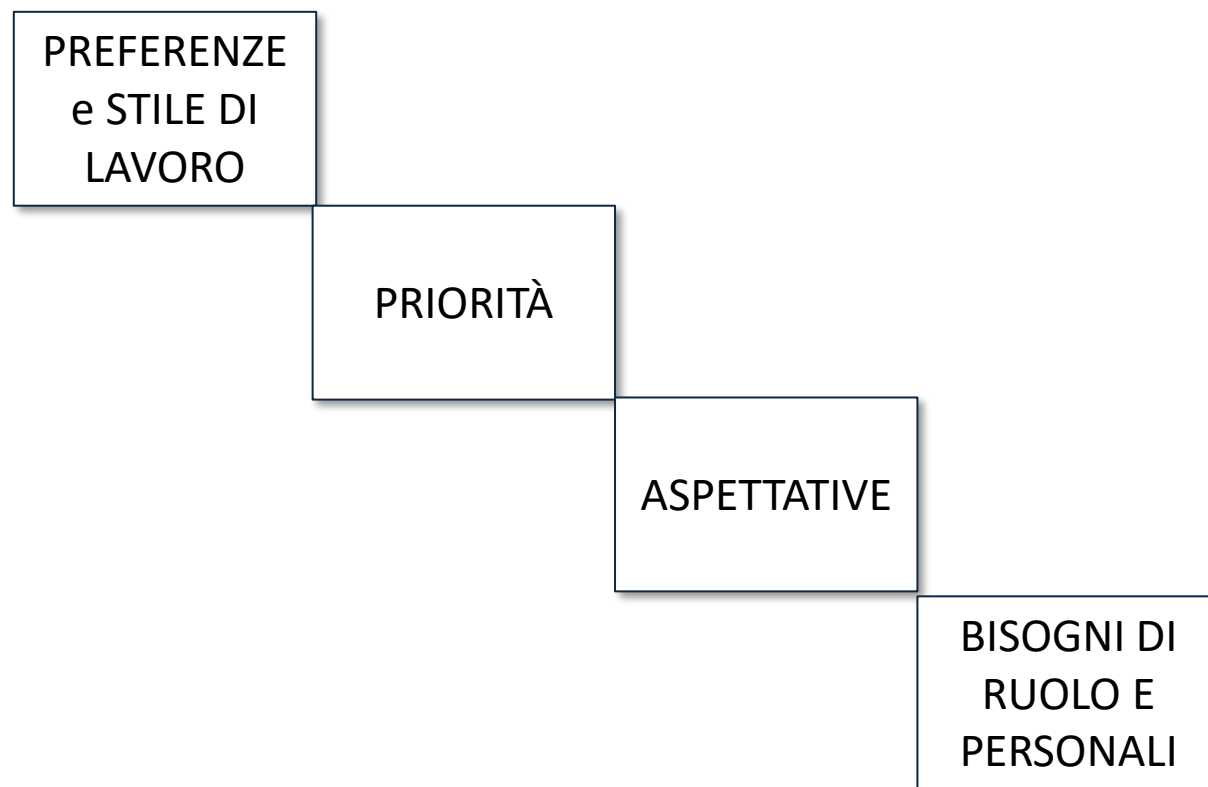 PREFERENZE
e STILE DI
LAVORO
PRIORITÀ
ASPETTATIVE
BISOGNI DI
RUOLO E
PERSONALI